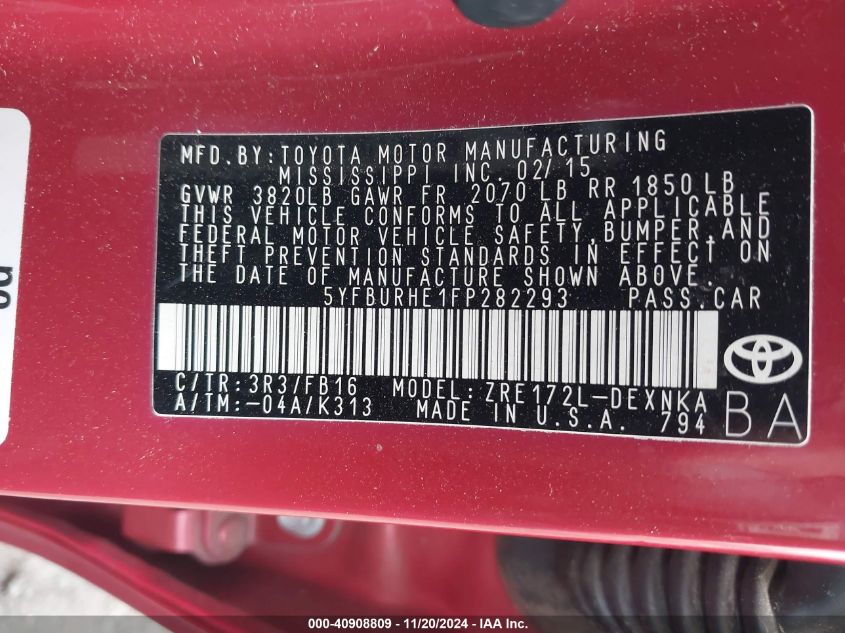 MFD.BY:TOYOTA MOTOR MANUFACTURING
MISSISSIPPI INC. 02/15
GVWR 3820LB GAWR FR 2070 LB RR 1850LB
THIS VEHICLE CONFORMS TO ALL APPLICABLE
FEDERAL MOTOR VEHICLE SAFETY, BUMPER, AND
THEFT PREVENTION STANDARDS IN EFFECT ON
THE DATE OF MANUFACTURE SHOWN ABOVE.
5YFBURHE1FP282293 PASS.CAR
C/TR:3R3/FB16 MODEL:ZRE172L-DEXNKA
A/TM:-04A/K313 MADE IN U.S.A. 794
BA
000-40908809 - 11/20/2024 - IAA Inc.